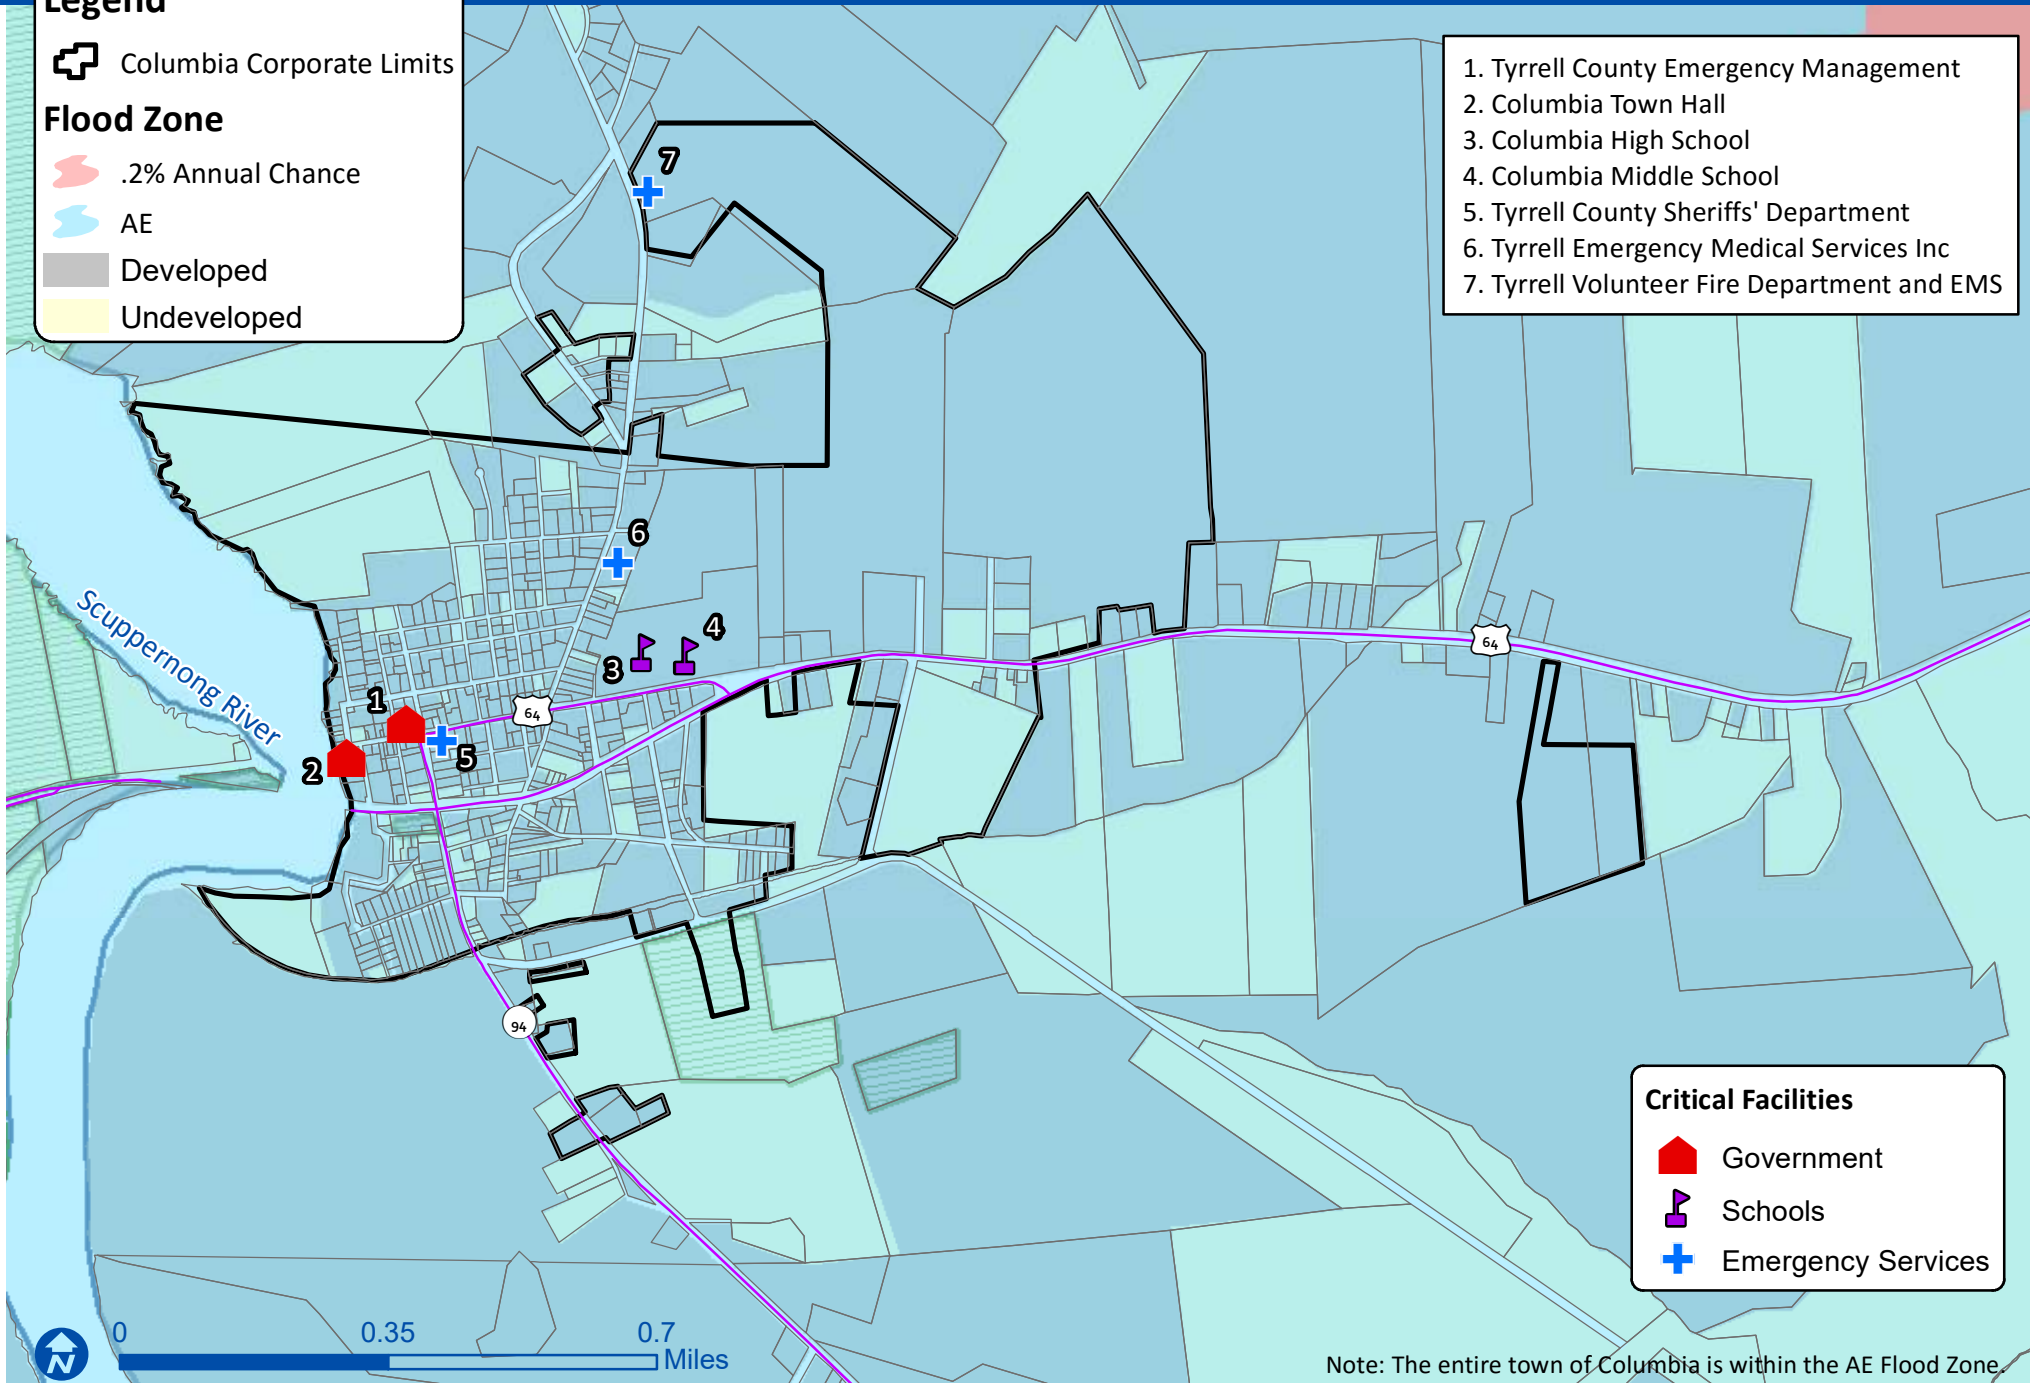 Legend
Columbia Corporate Limits
Flood Zone
.2% Annual Chance
AE
Developed
Undeveloped
1. Tyrrell County Emergency Management
2. Columbia Town Hall
3. Columbia High School
4. Columbia Middle School
5. Tyrrell County Sheriffs' Department
6. Tyrrell Emergency Medical Services Inc
7. Tyrrell Volunteer Fire Department and EMS
7
6
4
3
64
64
Scuppernong River
1
5
2
94
Critical Facilities
Government
Schools
Emergency Services
N
0 0.35 0.7
Miles
Note: The entire town of Columbia is within the AE Flood Zone.